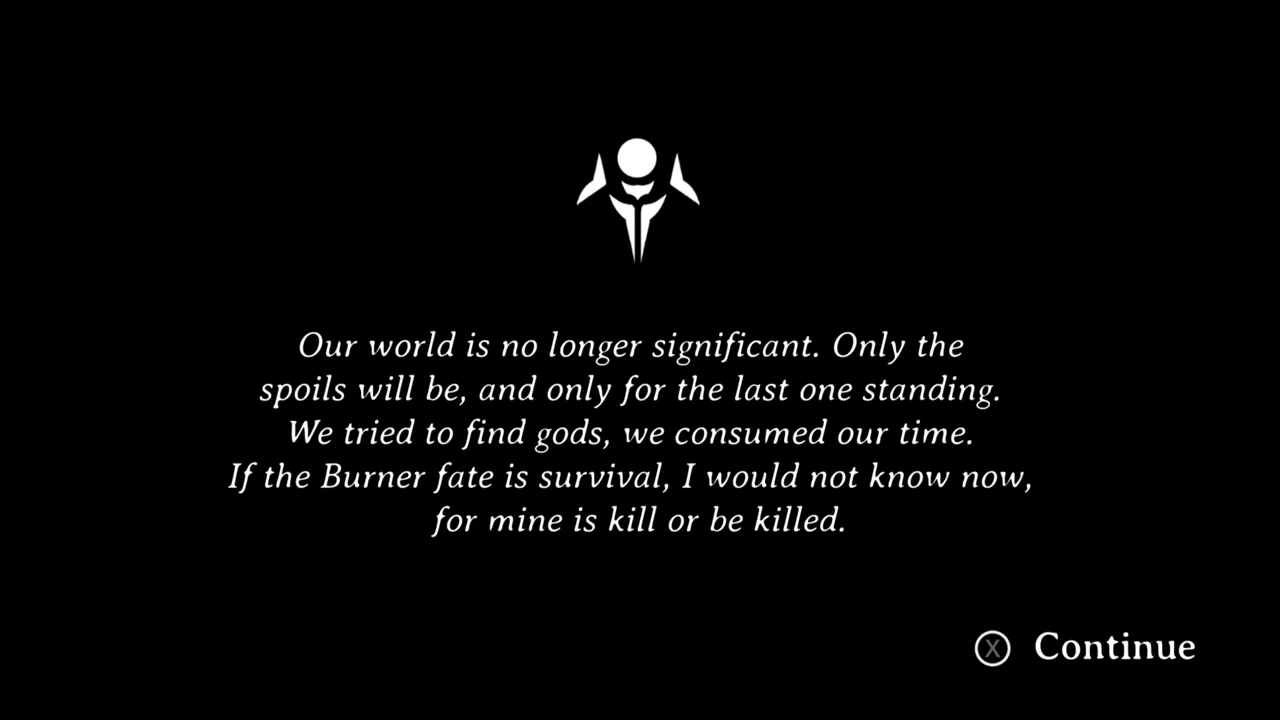 Our world is no longer significant. Only the
spoils will be, and only for the last one standing.
We tried to find gods, we consumed our time.
If the Burner fate is survival, I would not know now,
for mine is kill or be killed.
X Continue